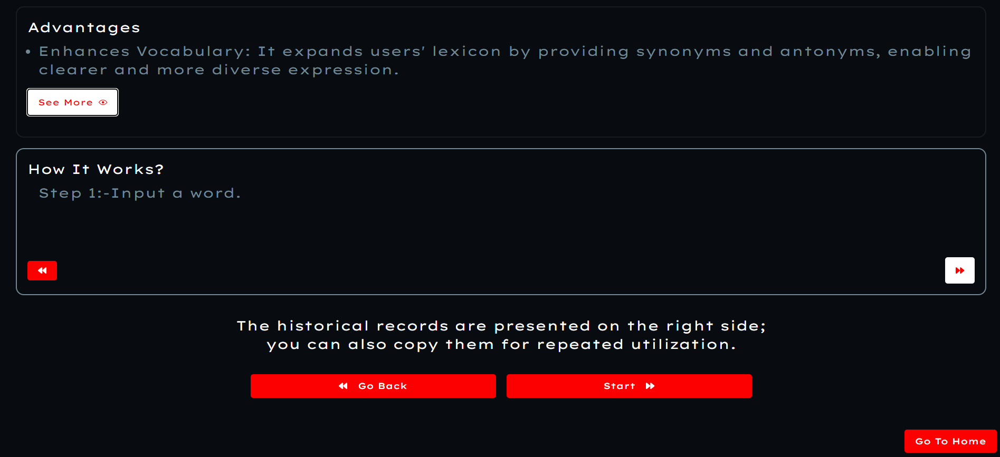 Advantages
• Enhances Vocabulary: It expands users' lexicon by providing synonyms and antonyms, enabling
clearer and more diverse expression.
See More
How It Works?
Step 1:-Input a word.
The historical records are presented on the right side;
you can also copy them for repeated utilization.
Go Back
Start
Go To Home